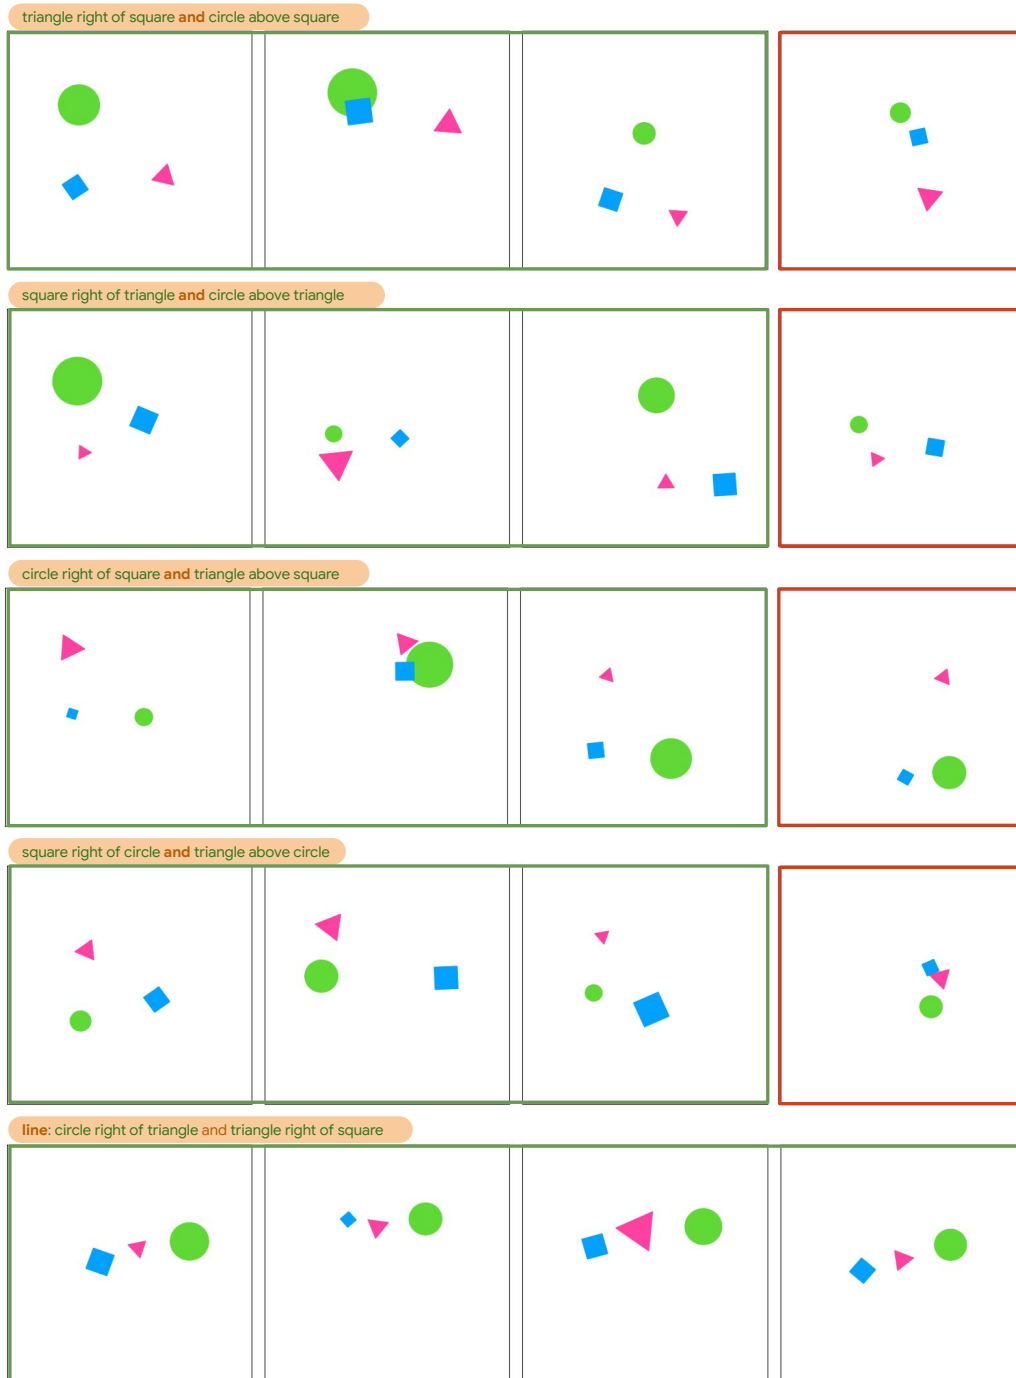 triangle right of square and circle above square
square right of triangle and circle above triangle
circle right of square and triangle above square
square right of circle and triangle above circle
line: circle right of triangle and triangle right of square